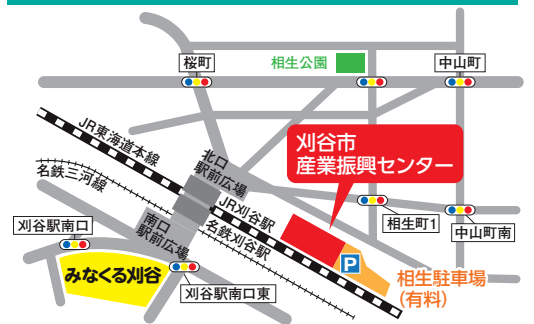 桜町
相生公園
中山町
JR東海道本線
刈谷市
産業振興センター
北口
駅前広場
名鉄三河線
JR刈谷駅
刈谷駅南口
南口
駅前広場
名鉄刈谷駅
相生町1
中山町南
P
みなくる刈谷
刈谷駅南口東
相生駐車場
(有料)